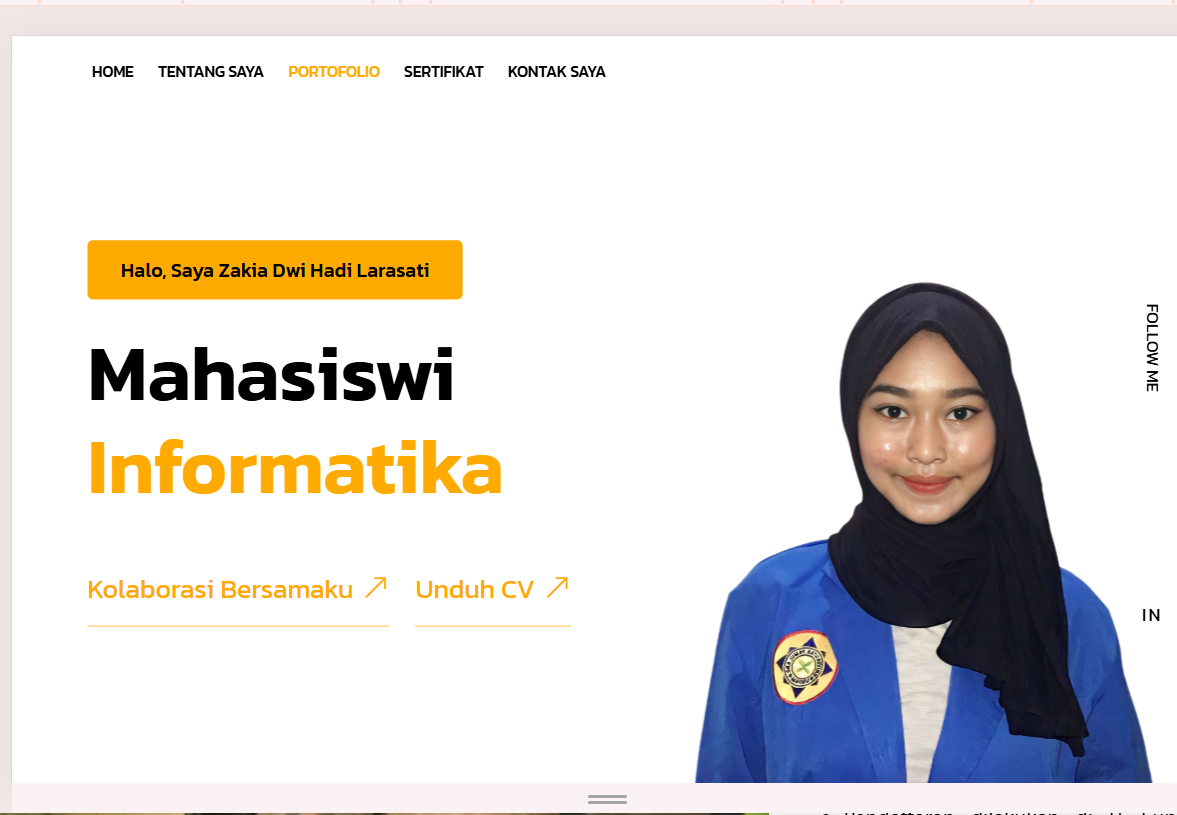 HOME TENTANG SAYA PORTOFOLIO SERTIFIKAT KONTAK SAYA
Halo, Saya Zakia Dwi Hadi Larasati
Mahasiswi
Informatika
Kolaborasi Bersamaku Unduh CV
FOLLOW ME
IN